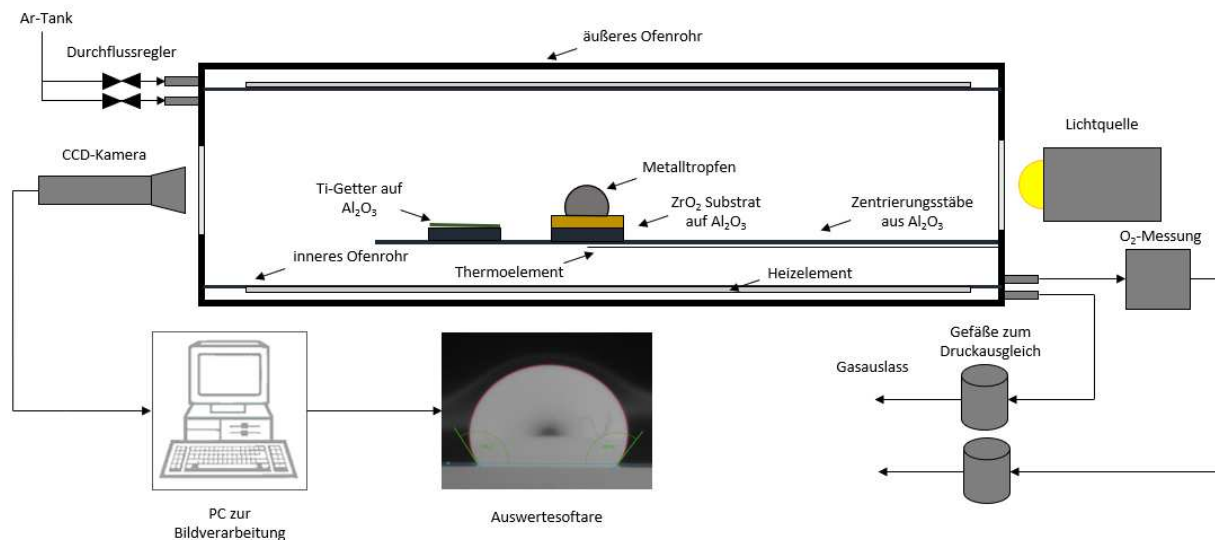 Ar-Tank
Durchflussregler
äußeres Ofenrohr
CCD-Kamera
Lichtquelle
Metalltropfen
Ti-Getter auf
Al₂O₃
ZrO₂ Substrat
auf Al₂O₃
Zentrierungsstäbe
aus Al₂O₃
O₂-Messung
inneres Ofenrohr
Thermoelement
Heizelement
Gefäße zum
Druckausgleich
Gasauslass
PC zur
Bildverarbeitung
Auswertesoftare